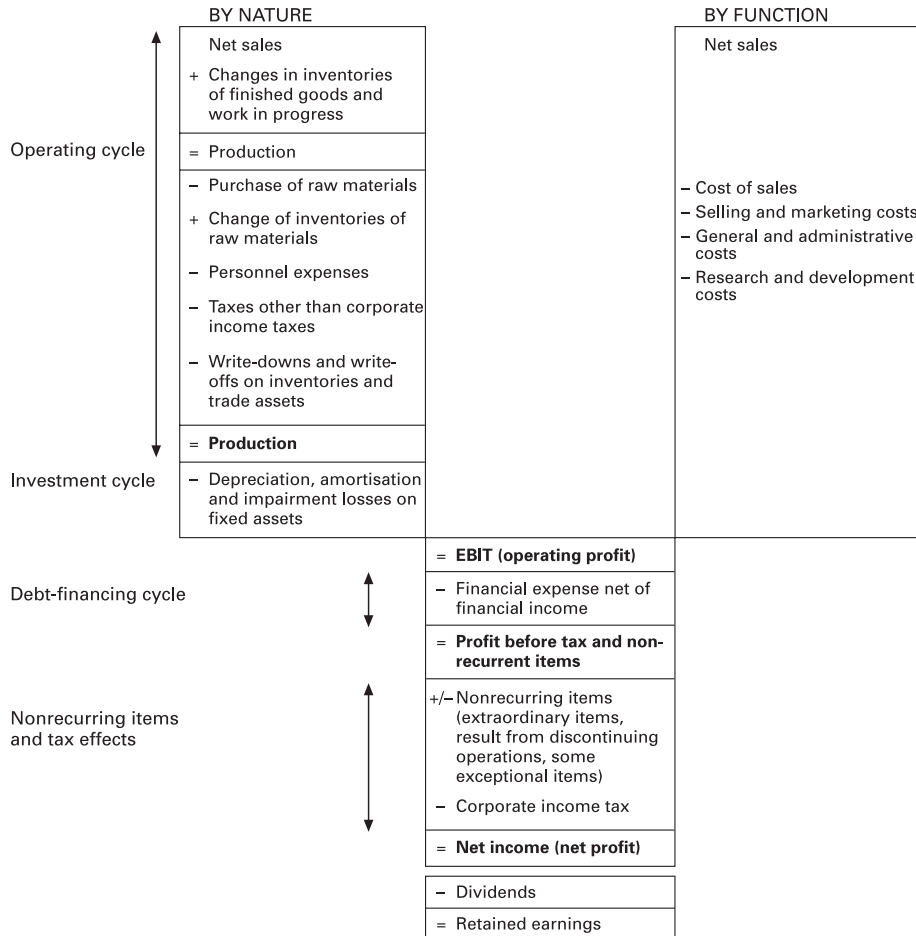 BY NATURE
BY FUNCTION
Net sales
+ Changes in inventories
of finished goods and
work in progress
= Production
– Purchase of raw materials
+ Change of inventories of
raw materials
– Personnel expenses
– Taxes other than corporate
income taxes
– Write-downs and write-
offs on inventories and
trade assets
= Production
– Depreciation, amortisation
and impairment losses on
fixed assets
Net sales
– Cost of sales
– Selling and marketing costs
– General and administrative
costs
– Research and development
costs
Operating cycle
Investment cycle
= EBIT (operating profit)
Debt-financing cycle
– Financial expense net of
financial income
= Profit before tax and non-
recurrent items
Nonrecurring items
and tax effects
+/– Nonrecurring items
(extraordinary items,
result from discontinuing
operations, some
exceptional items)
– Corporate income tax
= Net income (net profit)
– Dividends
= Retained earnings